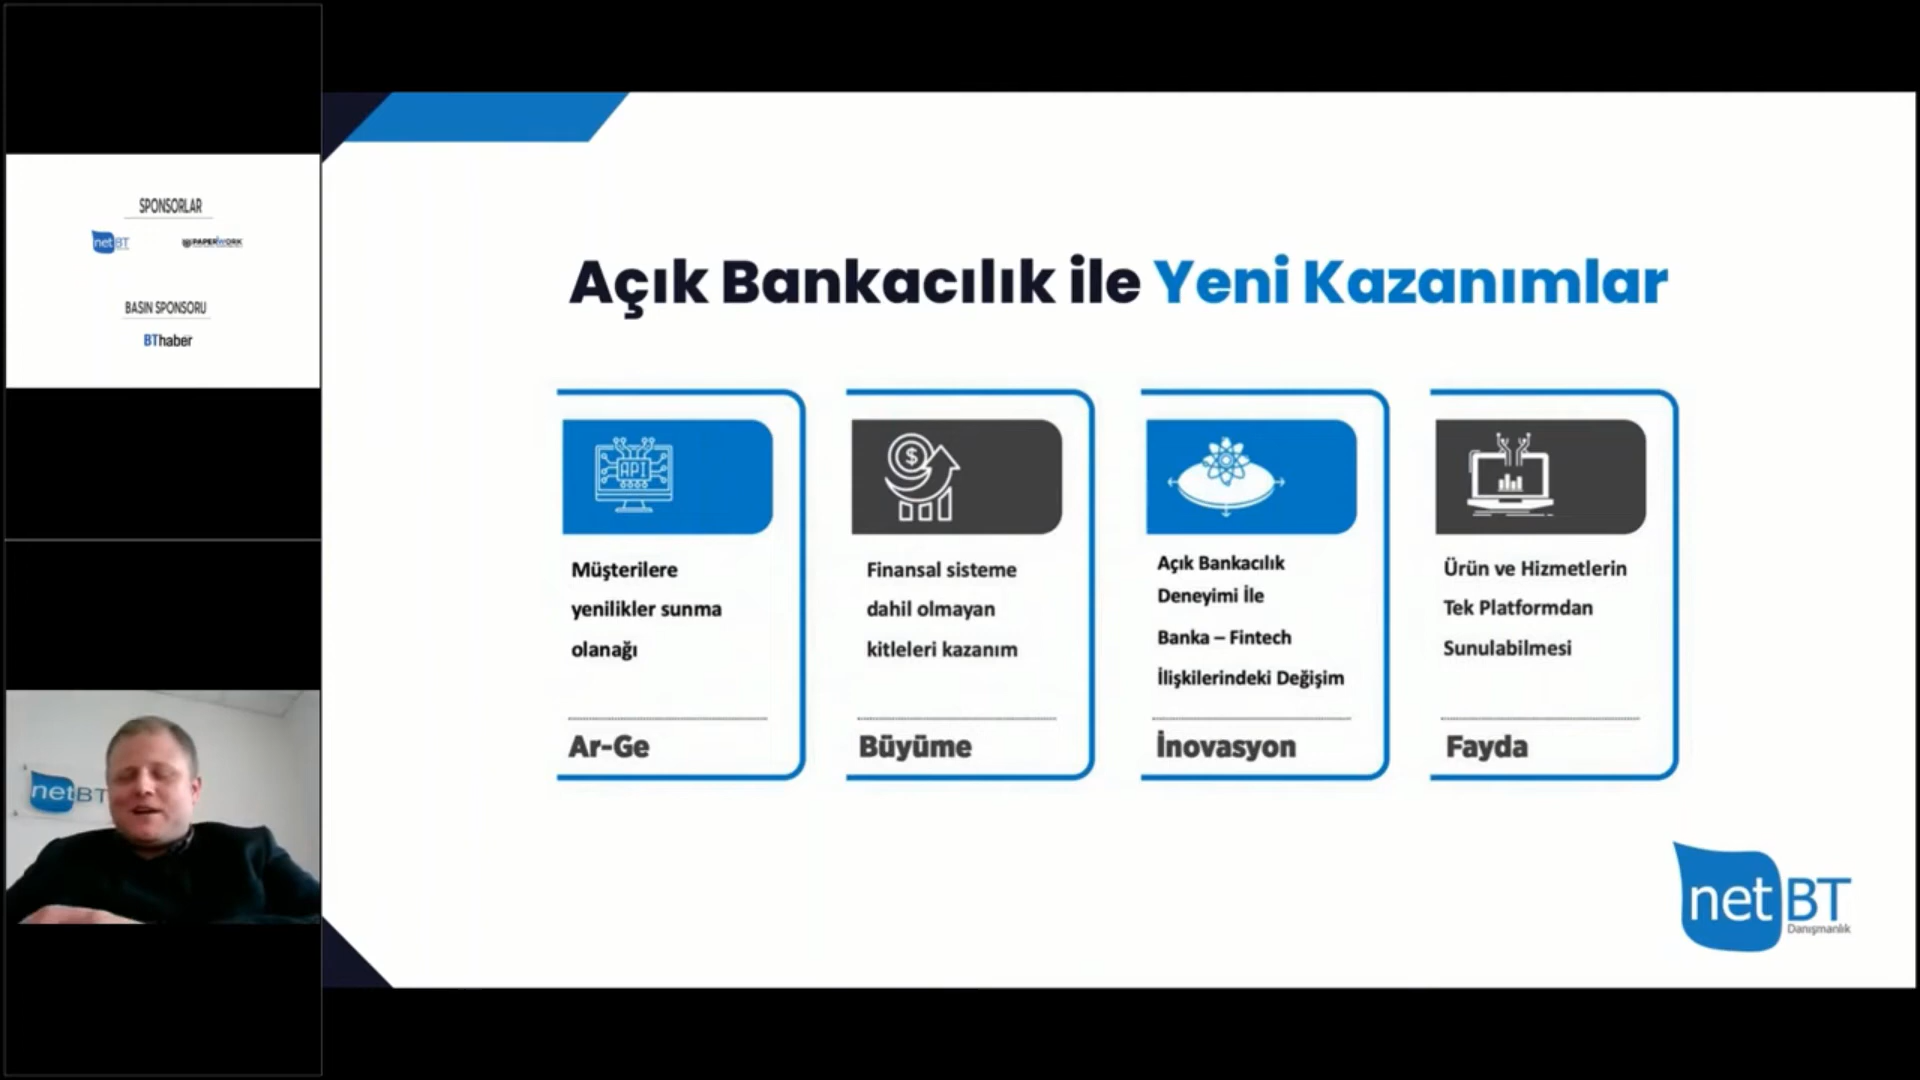 SPONSORLAR
netBT
PAPERWORK
BASIN SPONSORU
BThaber
netBT
Açık Bankacılık ile Yeni Kazanımlar
API
Müşterilere
yenilikler sunma
olanağı
Ar-Ge
$
Finansal sisteme
dahil olmayan
kitleleri kazanım
Büyüme
Açık Bankacılık
Deneyimi İle
Banka – Fintech
İlişkilerindeki Değişim
İnovasyon
Ürün ve Hizmetlerin
Tek Platformdan
Sunulabilmesi
Fayda
netBT
Danışmanlık